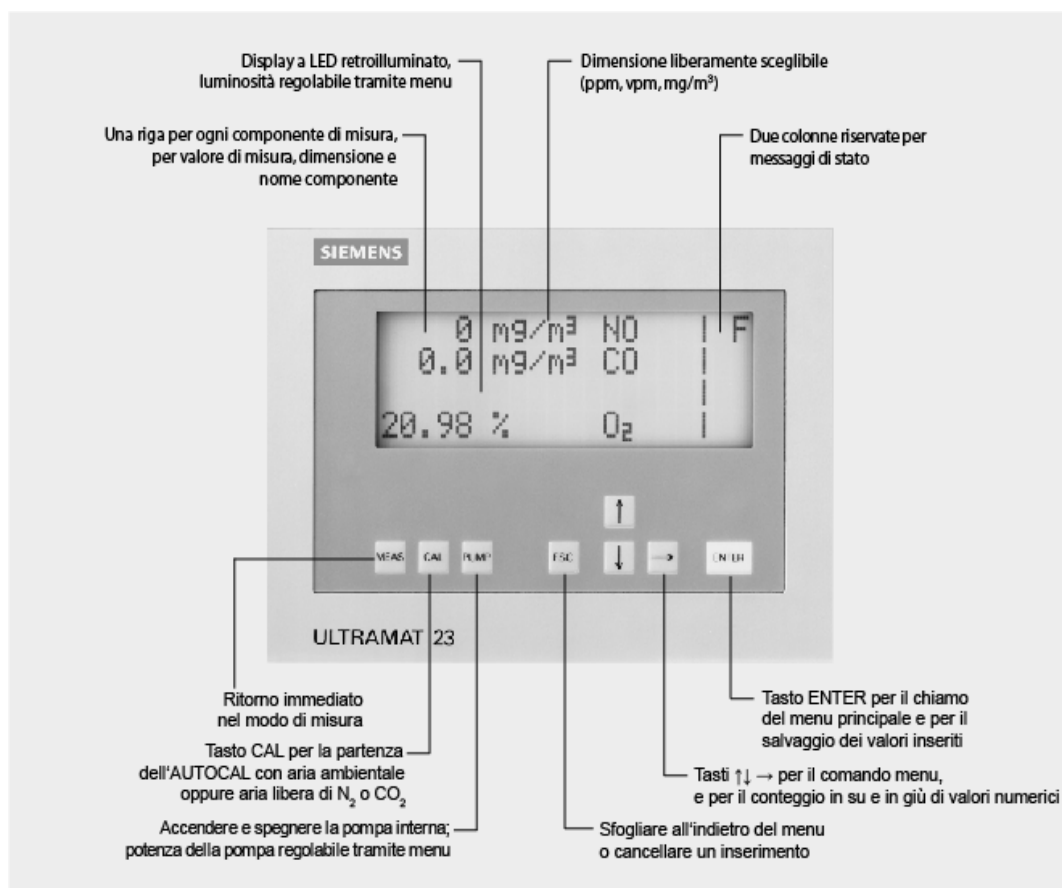 Display a LED retroilluminato,
luminosità regolabile tramite menu
Dimensione liberamente sceglibile
(ppm, vpm, mg/m³)
Una riga per ogni componente di misura,
per valore di misura, dimensione e
nome componente
Due colonne riservate per
messaggi di stato
SIEMENS
0 mg/m³ NO | F
0.0 mg/m³ CO |
|
20.98 % O₂ |
↑
MEAS CAL PUMP ESC ↓ → ENTER
ULTRAMAT 23
Ritorno immediato
nel modo di misura
Tasto CAL per la partenza
dell'AUTOCAL con aria ambientale
oppure aria libera di N₂ o CO₂
Accendere e spegnere la pompa interna;
potenza della pompa regolabile tramite menu
Tasto ENTER per il chiamo
del menu principale e per il
salvaggio dei valori inseriti
Tasti ↑↓ → per il comando menu,
e per il conteggio in su e in giù di valori numerici
Sfogliare all'indietro del menu
o cancellare un inserimento